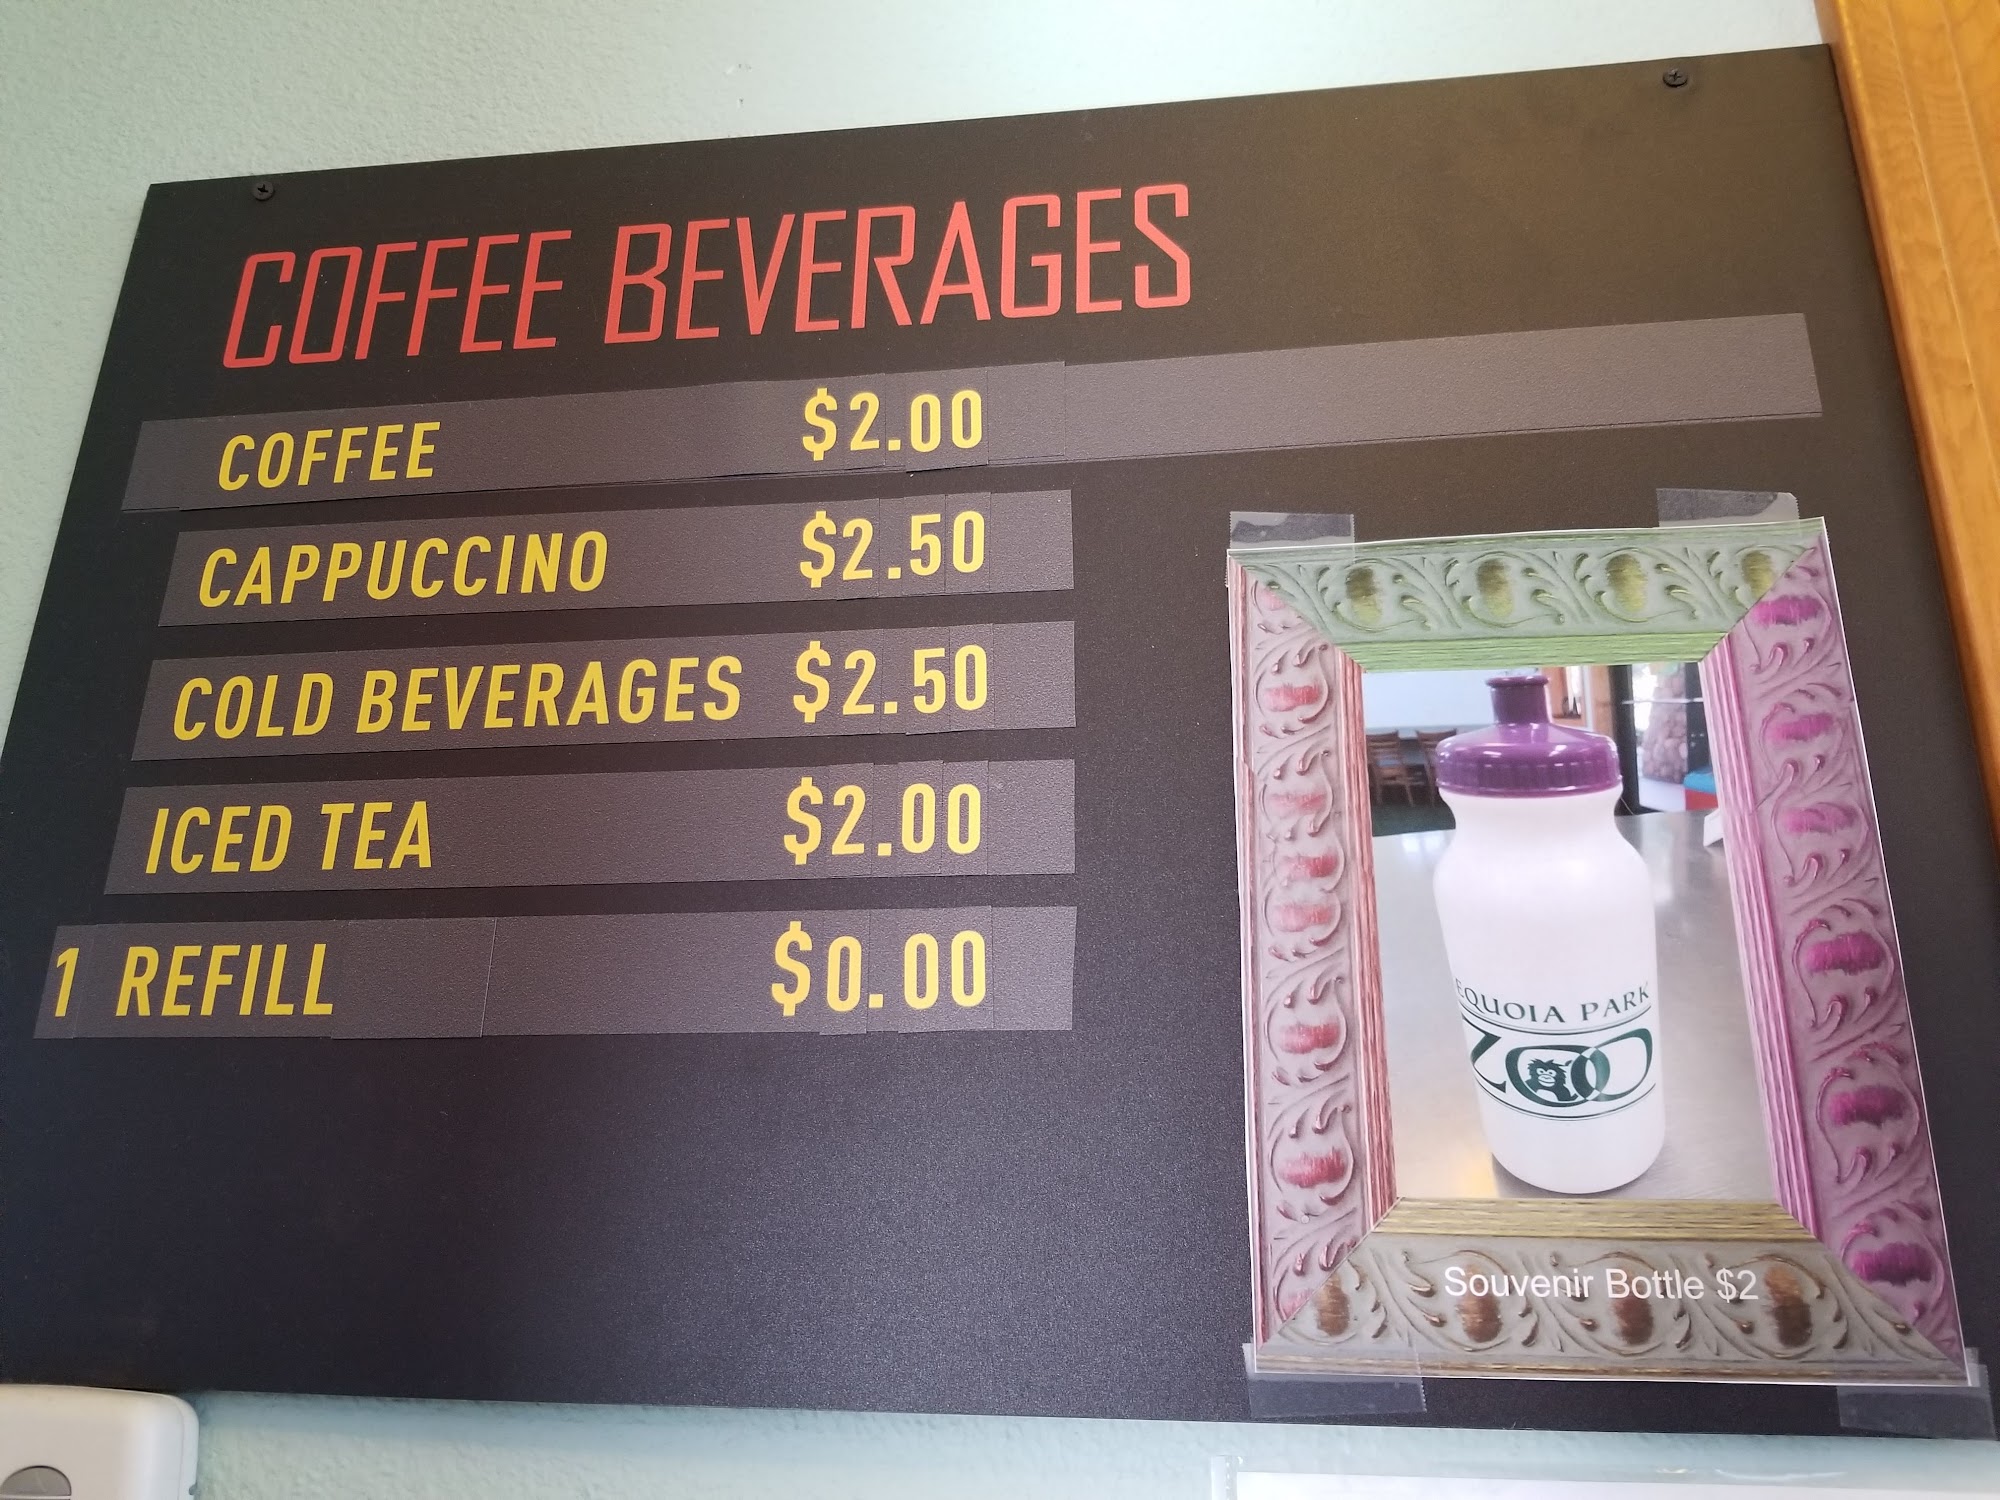 COFFEE BEVERAGES
COFFEE $2.00
CAPPUCCINO $2.50
COLD BEVERAGES $2.50
ICED TEA $2.00
1 REFILL $0.00
EQUOIA PARK
ZOO
Souvenir Bottle $2